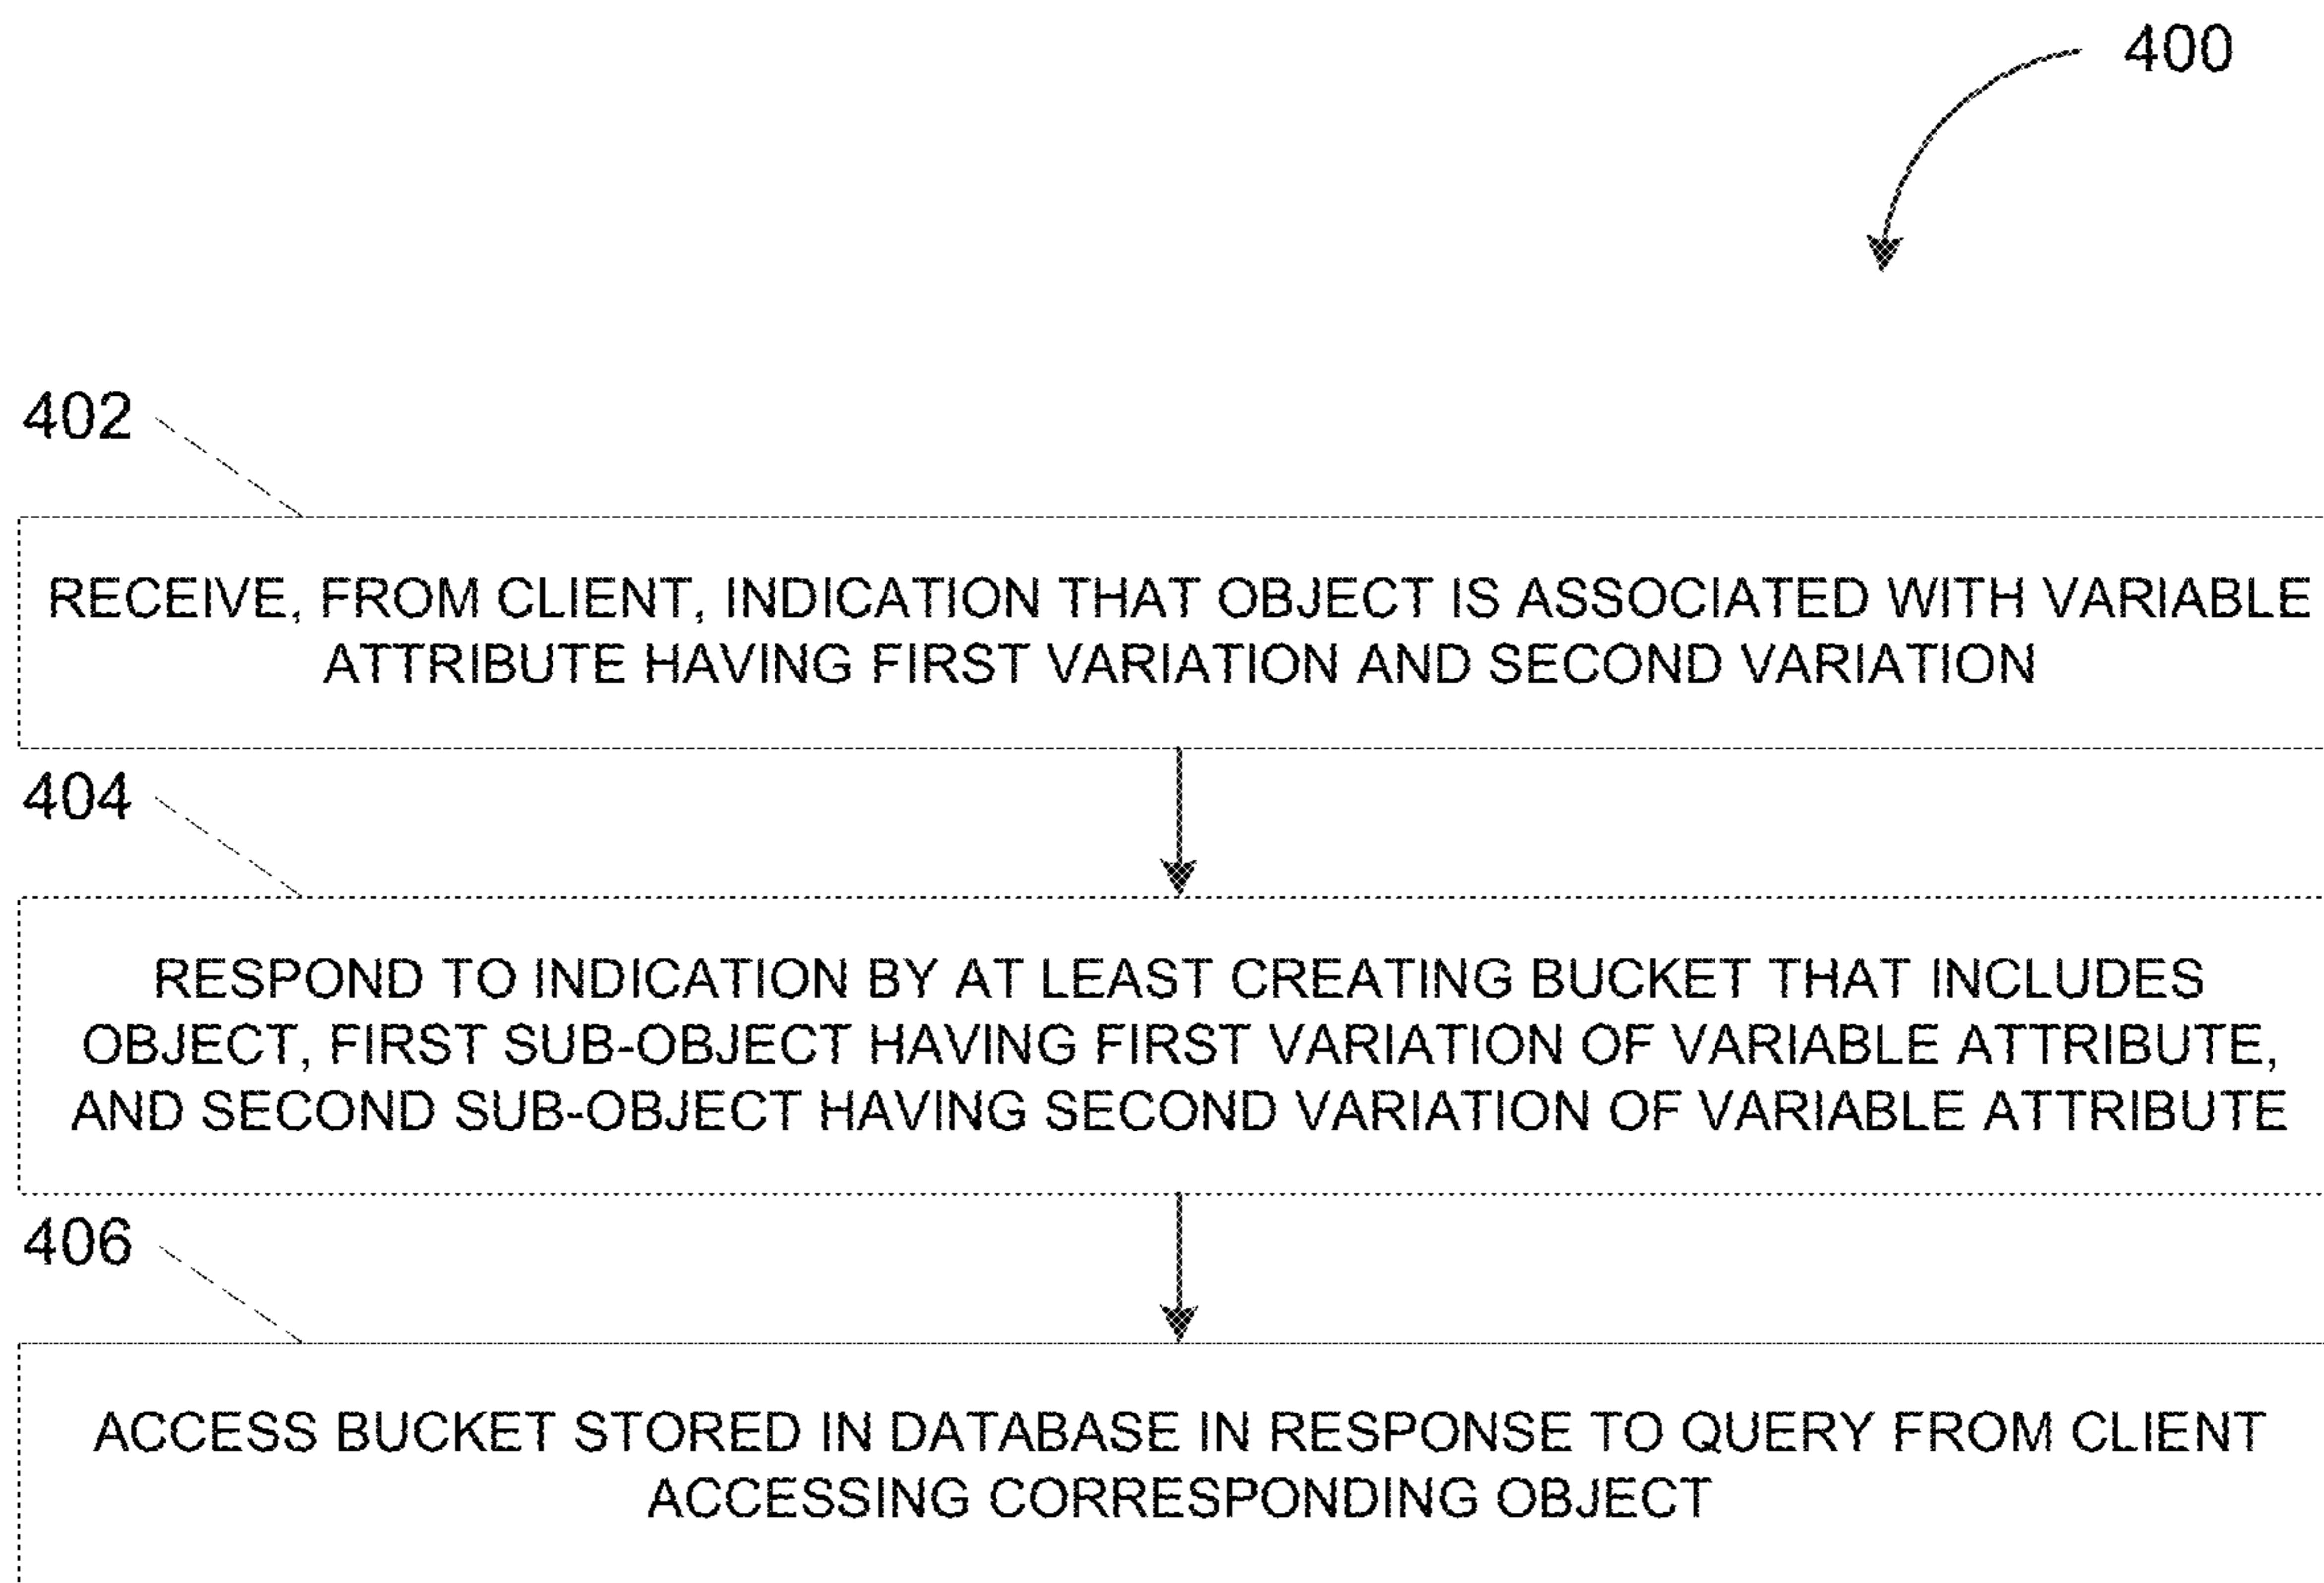 400
402
RECEIVE, FROM CLIENT, INDICATION THAT OBJECT IS ASSOCIATED WITH VARIABLE
ATTRIBUTE HAVING FIRST VARIATION AND SECOND VARIATION
404
RESPOND TO INDICATION BY AT LEAST CREATING BUCKET THAT INCLUDES
OBJECT, FIRST SUB-OBJECT HAVING FIRST VARIATION OF VARIABLE ATTRIBUTE,
AND SECOND SUB-OBJECT HAVING SECOND VARIATION OF VARIABLE ATTRIBUTE
406
ACCESS BUCKET STORED IN DATABASE IN RESPONSE TO QUERY FROM CLIENT
ACCESSING CORRESPONDING OBJECT